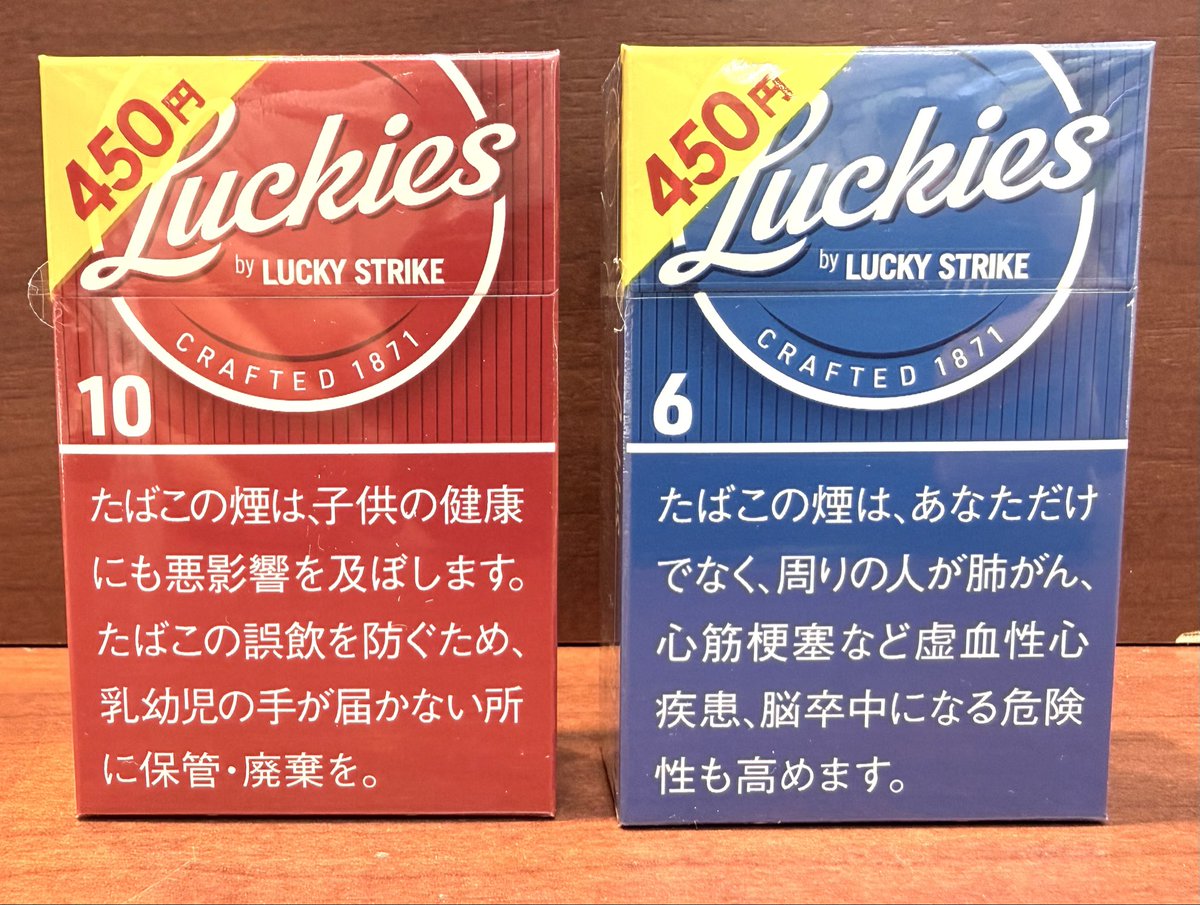 450円
Luckies
by LUCKY STRIKE
CRAFTED 1871
10
たばこの煙は、子供の健康
にも悪影響を及ぼします。
たばこの誤飲を防ぐため、
乳幼児の手が届かない所
に保管・廃棄を。
450円
Luckies
by LUCKY STRIKE
CRAFTED 1871
6
たばこの煙は、あなただけ
でなく、周りの人が肺がん、
心筋梗塞など虚血性心
疾患、脳卒中になる危険
性も高めます。